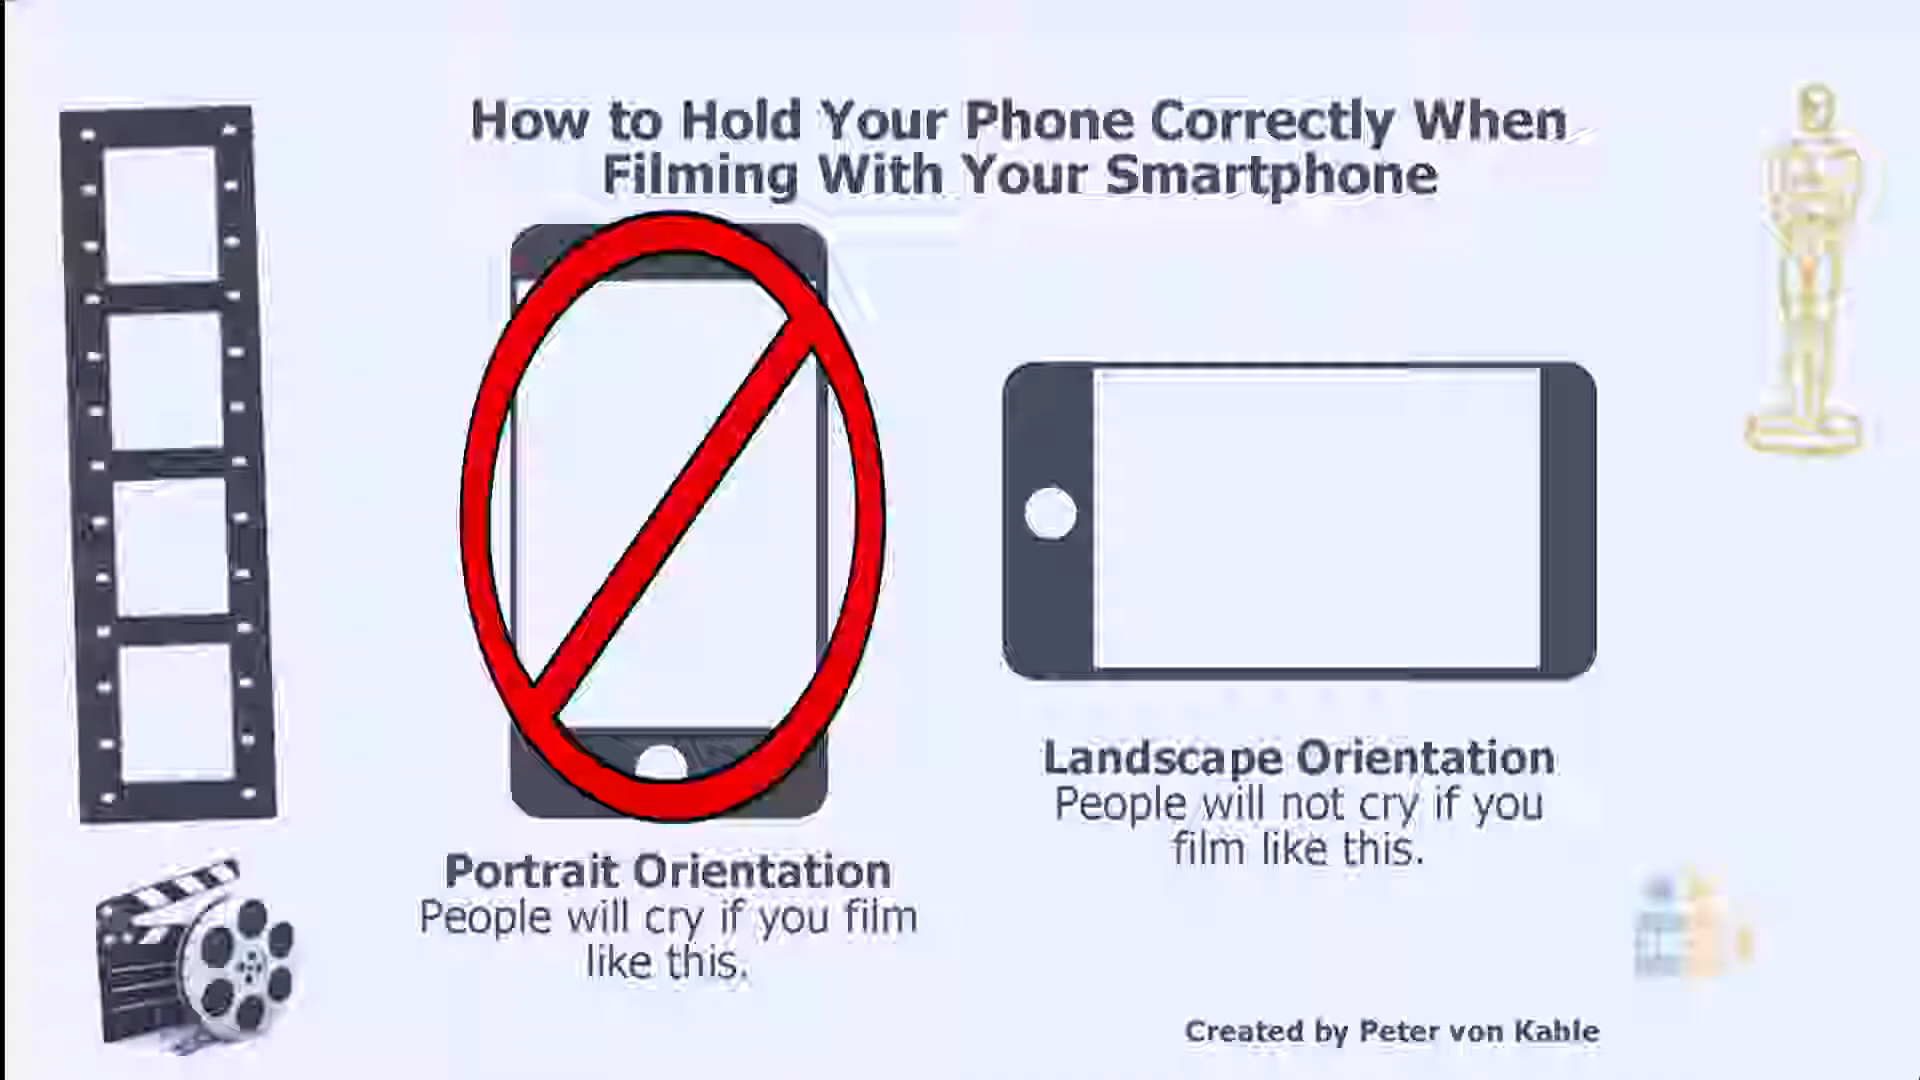 How to Hold Your Phone Correctly When
Filming With Your Smartphone
Portrait Orientation
People will cry if you film
like this.
Landscape Orientation
People will not cry if you
film like this.
Created by Peter von Kahle